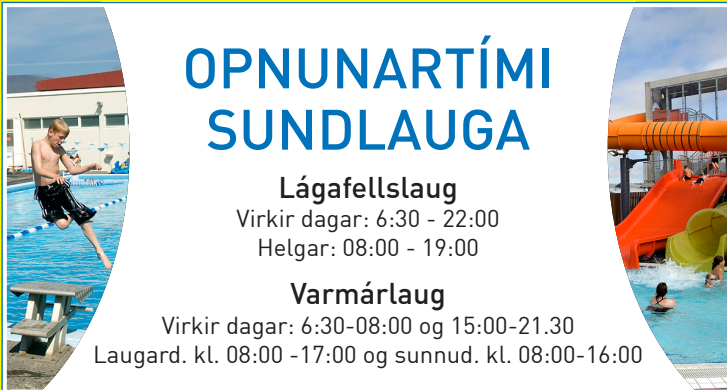 OPNUNARTÍMI
SUNDLAUGA
Lágafellslaug
Virkir dagar: 6:30 - 22:00
Helgar: 08:00 - 19:00
Varmárlaug
Virkir dagar: 6:30-08:00 og 15:00-21.30
Laugard. kl. 08:00 -17:00 og sunnud. kl. 08:00-16:00